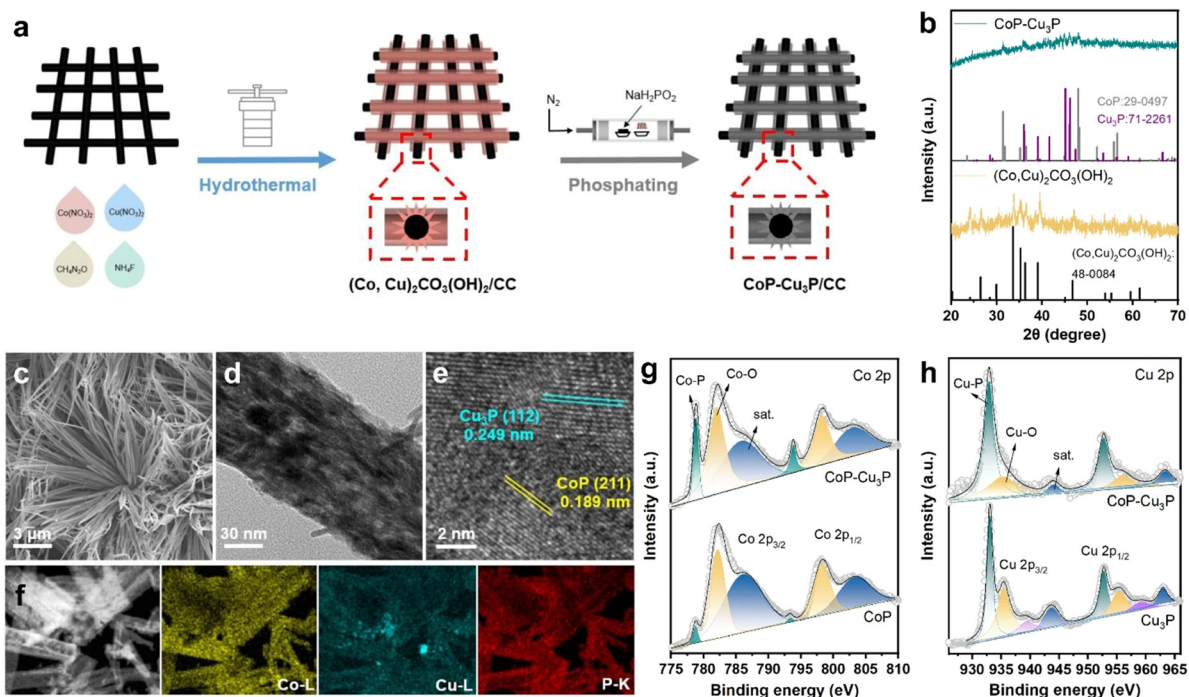 a
Co(NO₃)₂
Cu(NO₃)₂
CH₄N₂O
NH₄F
Hydrothermal
(Co, Cu)₂CO₃(OH)₂/CC
N₂
NaH₂PO₂
Phosphating
CoP-Cu₃P/CC
b
CoP-Cu₃P
CoP:29-0497
Cu₃P:71-2261
(Co,Cu)₂CO₃(OH)₂
(Co,Cu)₂CO₃(OH)₂:
48-0084
Intensity (a.u.)
20 30 40 50 60 70
2θ (degree)
c
3 μm
d
30 nm
e
Cu₃P (112)
0.249 nm
CoP (211)
0.189 nm
2 nm
f
Co-L
Cu-L
P-K
g
Co-P
Co-O
sat.
Co 2p
CoP-Cu₃P
Co 2p₃/₂
Co 2p₁/₂
CoP
Intensity (a.u.)
775 780 785 790 795 800 805 810
Binding energy (eV)
h
Cu-P
Cu-O
sat.
Cu 2p
CoP-Cu₃P
Cu 2p₃/₂
Cu 2p₁/₂
Cu₃P
Intensity (a.u.)
930 935 940 945 950 955 960 965
Binding energy (eV)